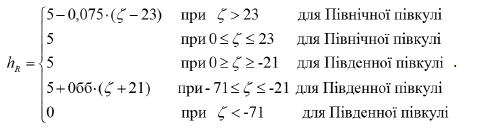 5−0,075·(ζ−23) при ζ>23 для Північної півкулі
5 при 0≤ζ≤23 для Північної півкулі
h_R = 5 при 0≥ζ≥-21 для Південної півкулі .
5+0бб·(ζ+21) при-71≤ζ≤-21 для Південної півкулі
0 при ζ<-71 для Південної півкулі